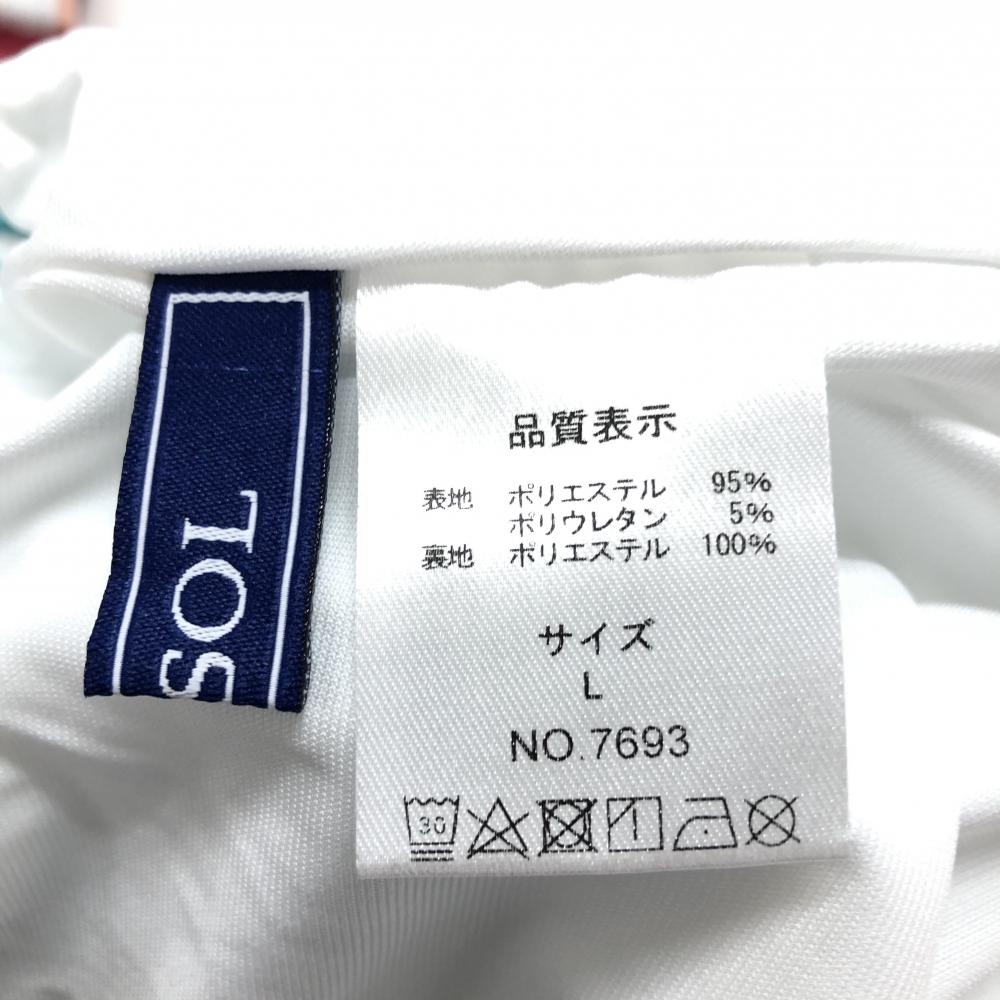 SOL
品質表示
表地 ポリエステル 95%
ポリウレタン 5%
裏地 ポリエステル 100%
サイズ
L
NO.7693
30